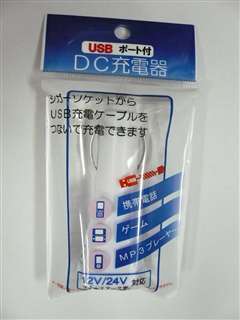 USB ポート付
DC充電器
シガーソケットから
USB充電ケーブルを
つないで充電できます
携帯電話
ゲーム
MP3プレーヤー
12V/24V 対応